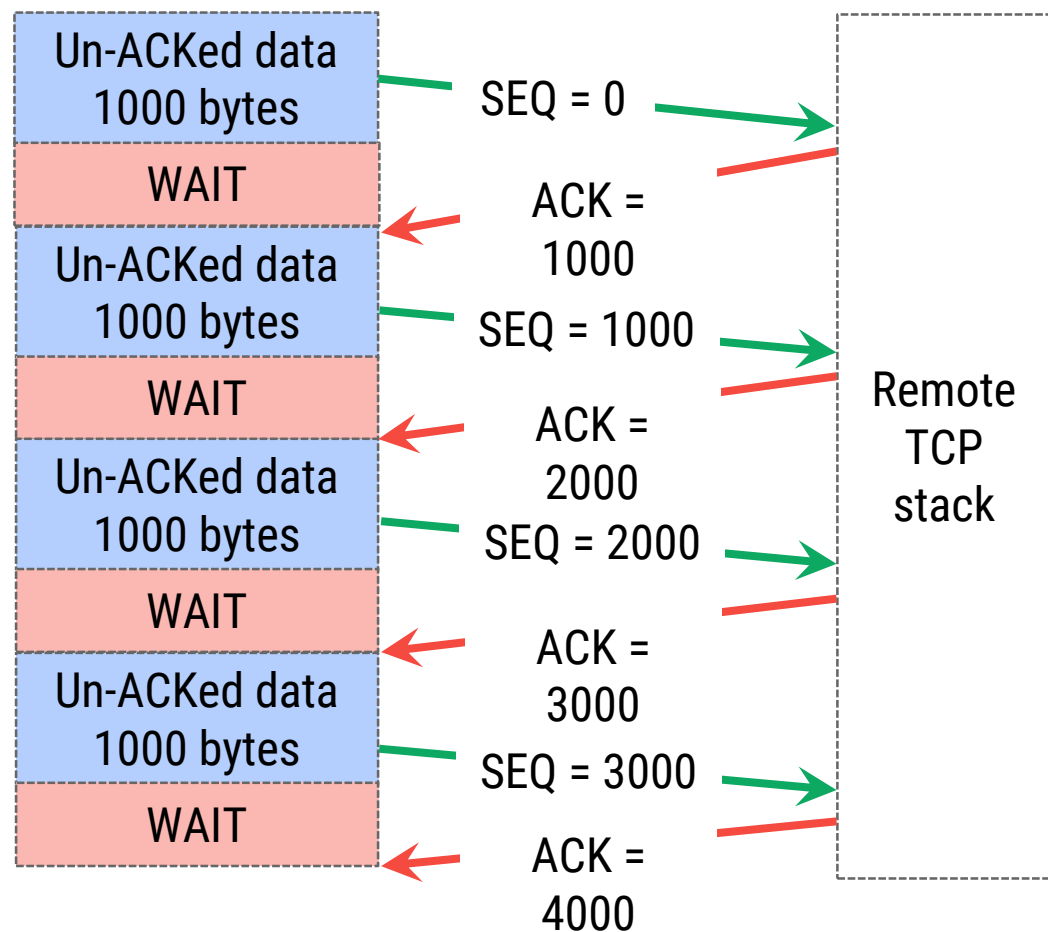 Un-ACKed data
1000 bytes
SEQ = 0
WAIT
ACK =
1000
Un-ACKed data
1000 bytes
SEQ = 1000
WAIT
ACK =
2000
Un-ACKed data
1000 bytes
SEQ = 2000
WAIT
ACK =
3000
Un-ACKed data
1000 bytes
SEQ = 3000
WAIT
ACK =
4000
Remote
TCP
stack